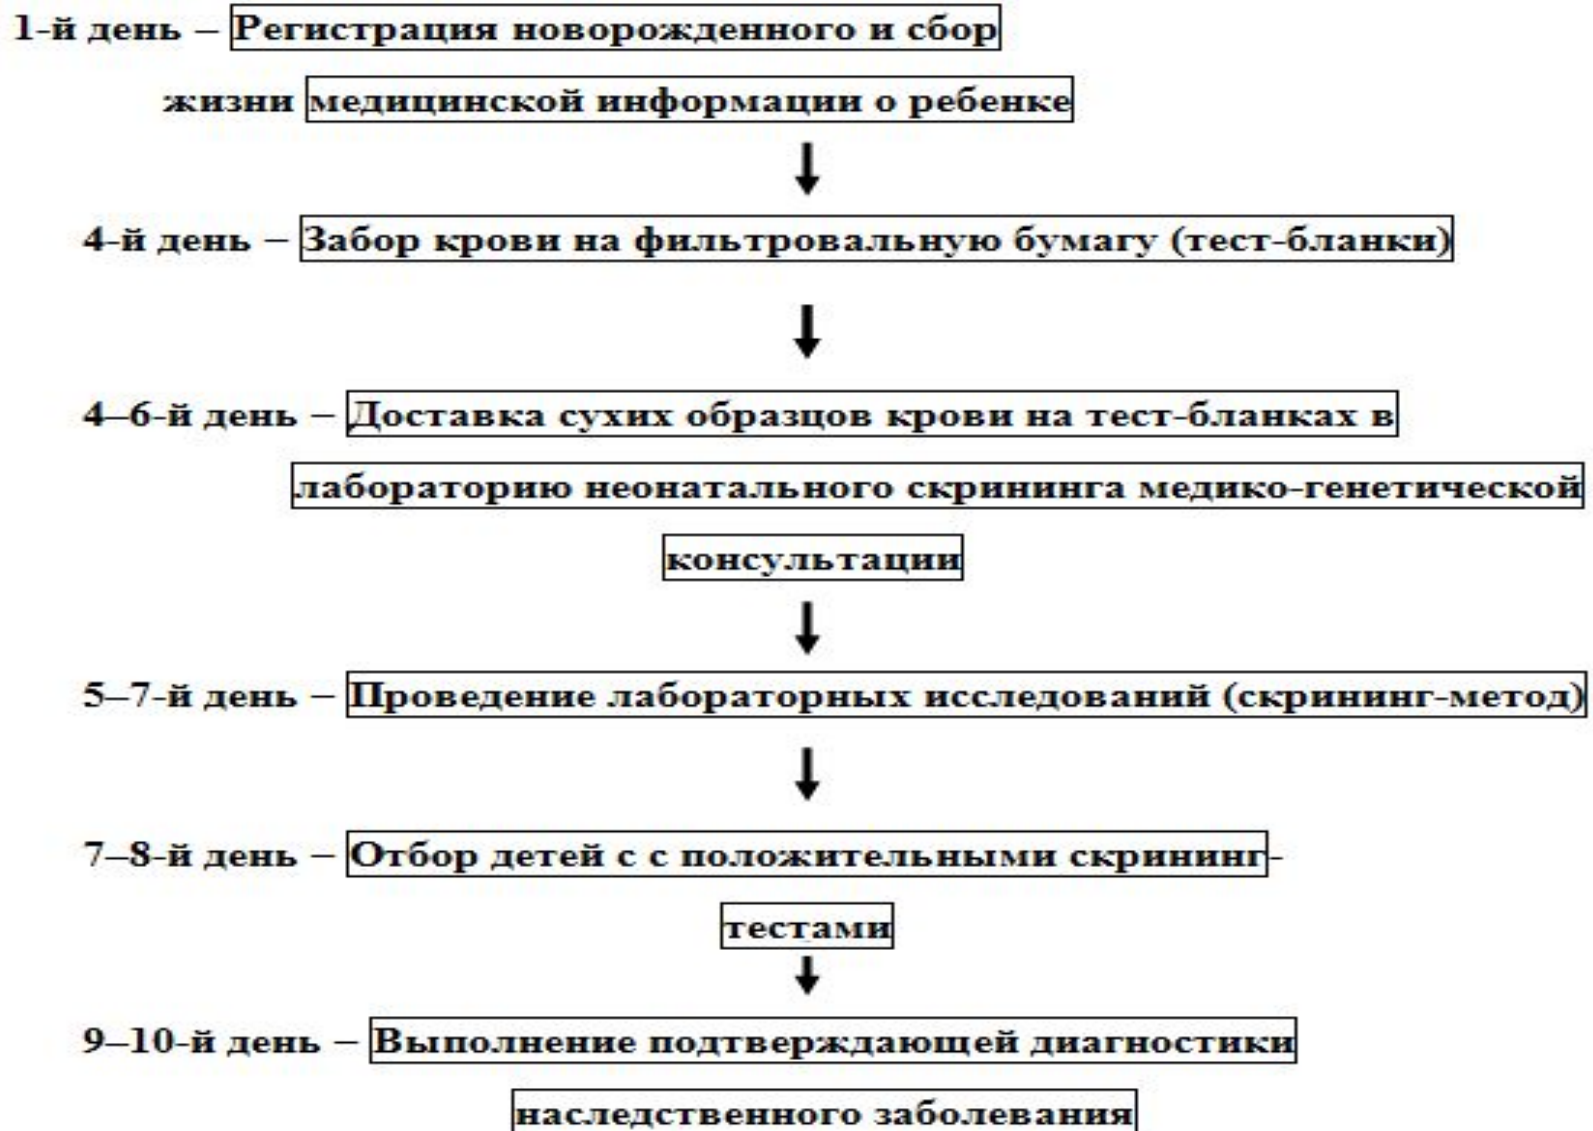 1-й день – Регистрация новорожденного и сбор
жизни медицинской информации о ребенке
4-й день – Забор крови на фильтровальную бумагу (тест-бланки)
4–6-й день – Доставка сухих образцов крови на тест-бланках в
лабораторию неонатального скрининга медико-генетической
консультации
5–7-й день – Проведение лабораторных исследований (скрининг-метод)
7–8-й день – Отбор детей с с положительными скрининг-
тестами
9–10-й день – Выполнение подтверждающей диагностики
наследственного заболевания